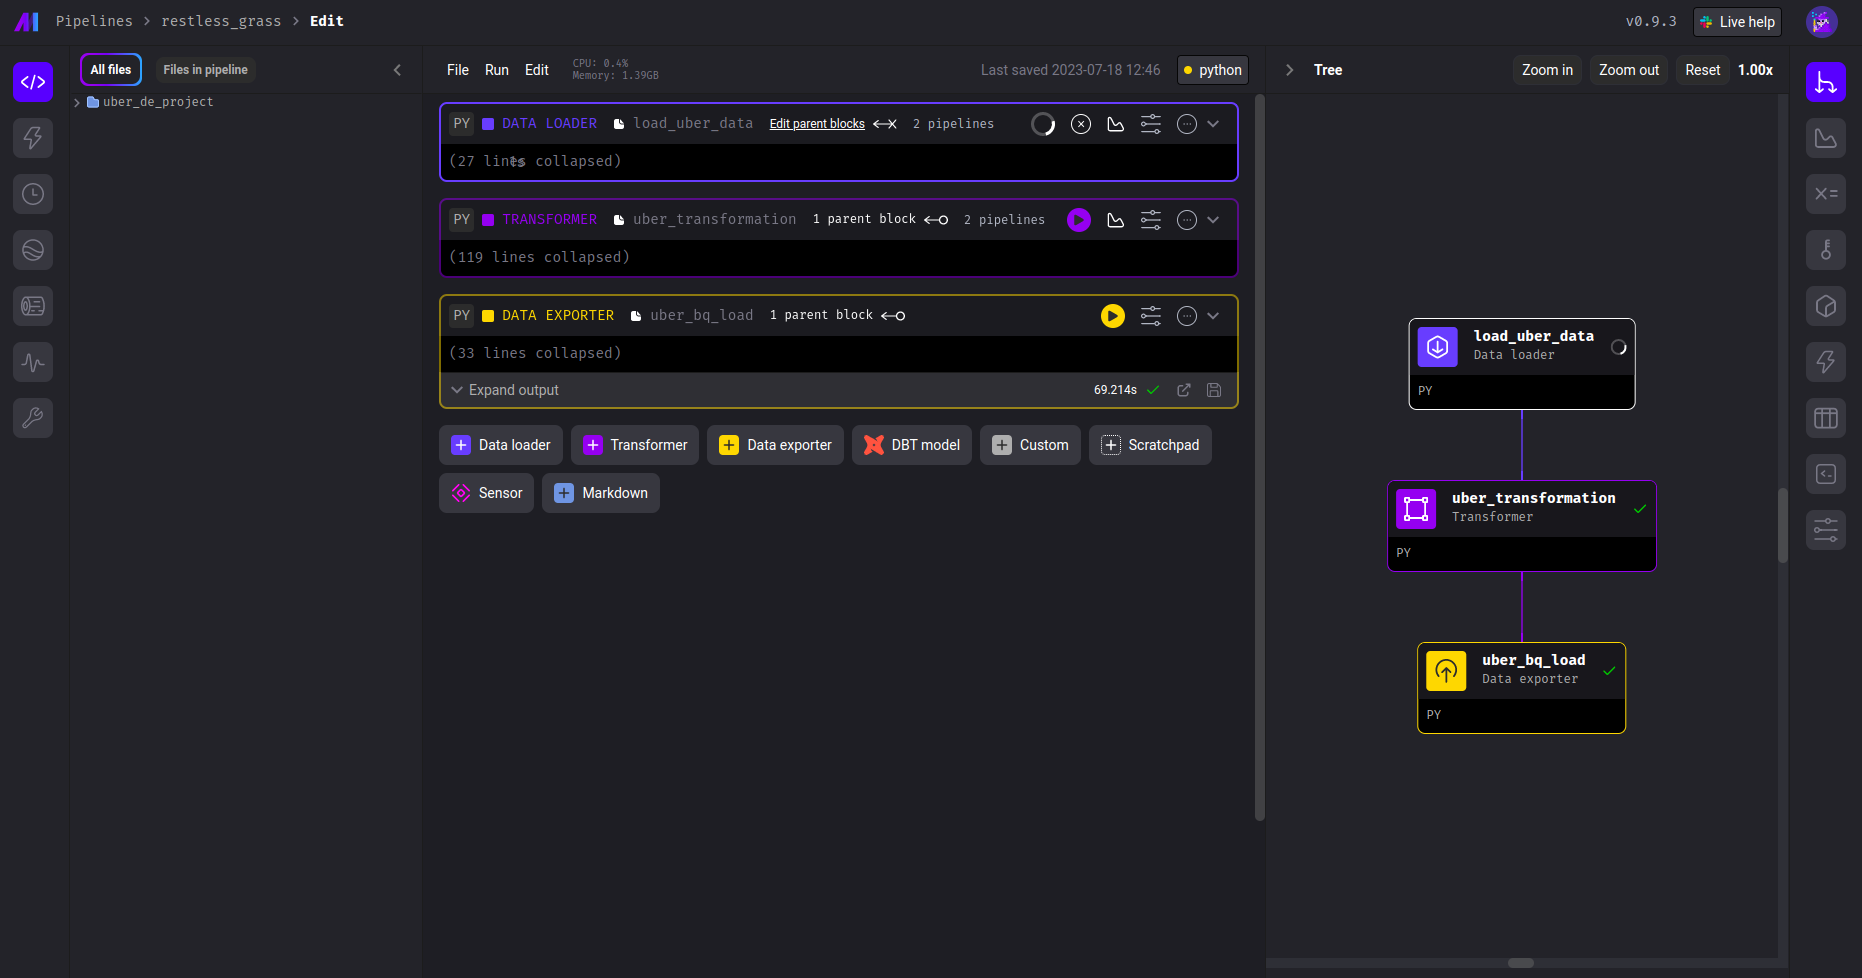 Pipelines > restless_grass > Edit
v0.9.3
Live help
All files
Files in pipeline
uber_de_project
File Run Edit
CPU: 0.4%
Memory: 1.39GB
Last saved 2023-07-18 12:46
python
PY DATA LOADER load_uber_data Edit parent blocks 2 pipelines
(27 lines collapsed)
PY TRANSFORMER uber_transformation 1 parent block 2 pipelines
(119 lines collapsed)
PY DATA EXPORTER uber_bq_load 1 parent block
(33 lines collapsed)
Expand output
69.214s
Data loader
Transformer
Data exporter
DBT model
Custom
Scratchpad
Sensor
Markdown
Tree
Zoom in
Zoom out
Reset
1.00x
load_uber_data
Data loader
PY
uber_transformation
Transformer
PY
uber_bq_load
Data exporter
PY